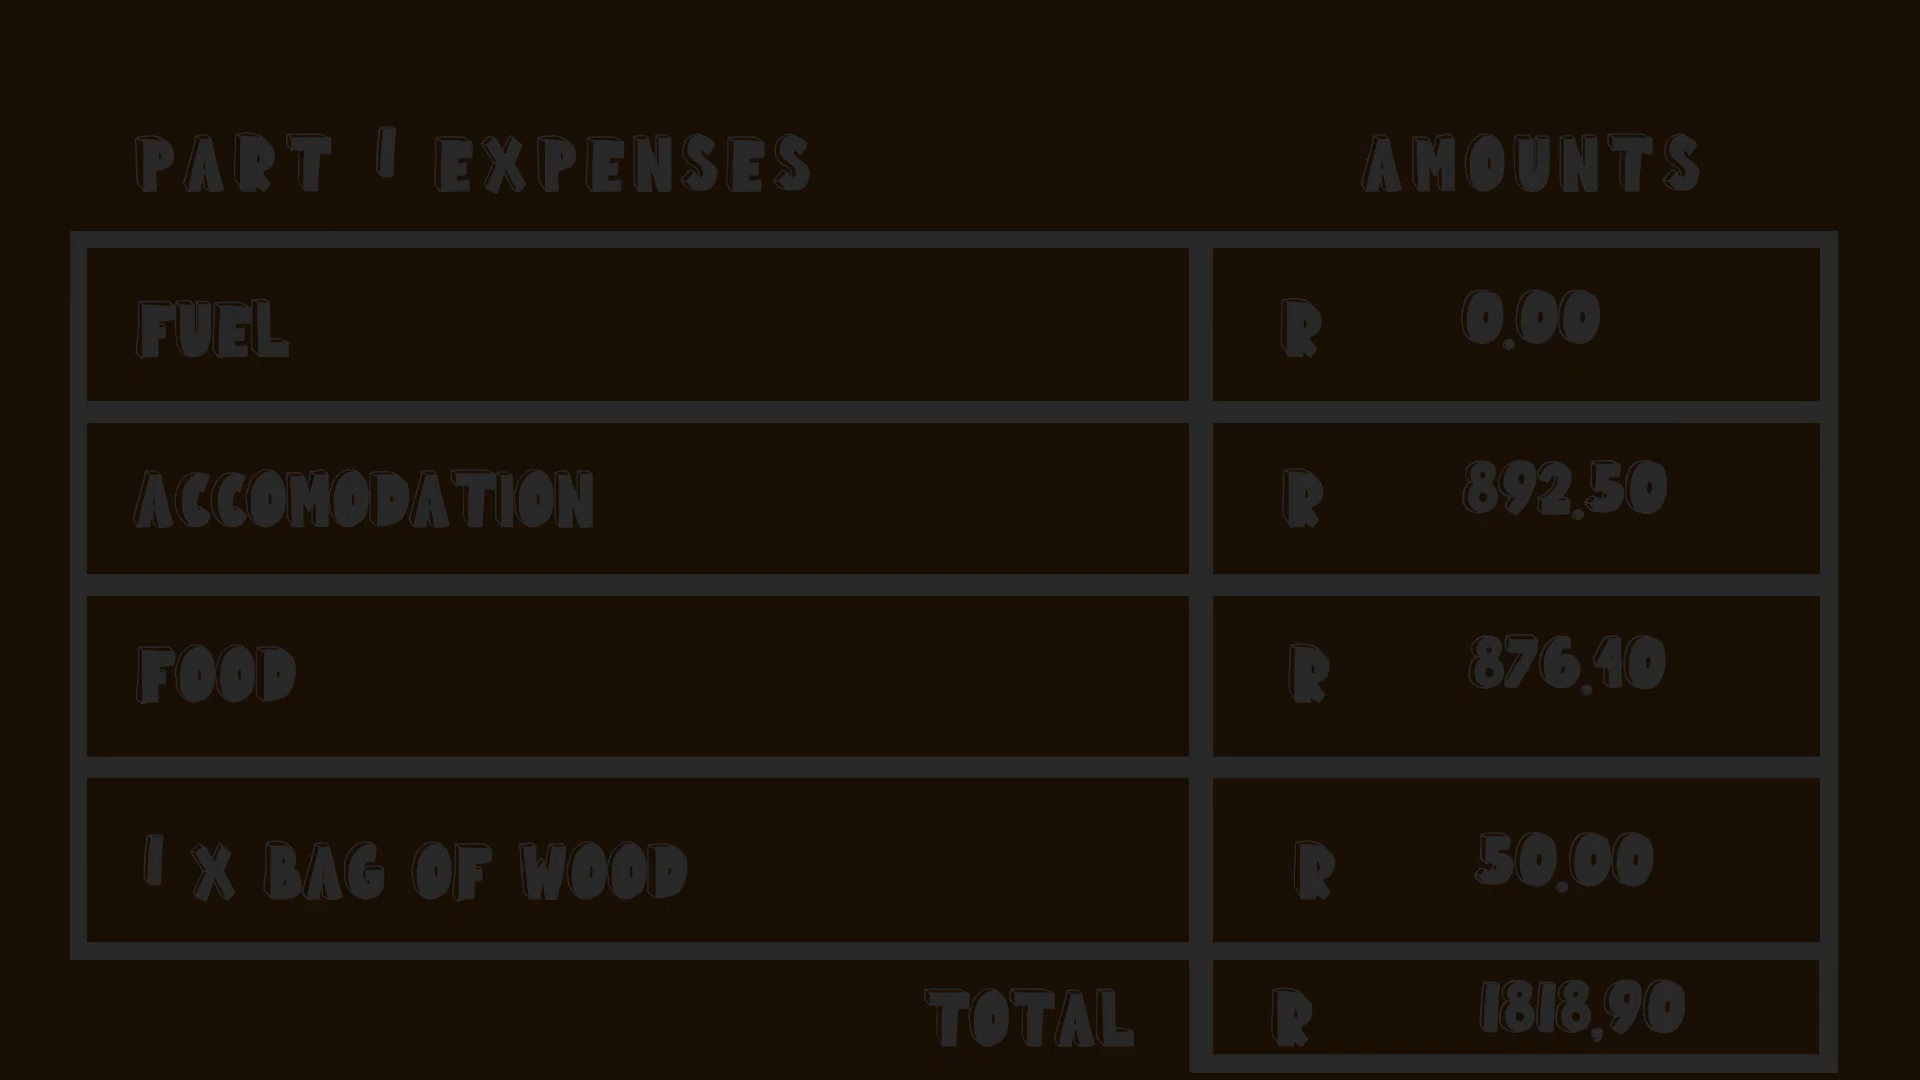 PART 1 EXPENSES AMOUNTS
FUEL R 0.00
ACCOMODATION R 892.50
FOOD R 876.40
1 X BAG OF WOOD R 50.00
TOTAL R 1818,90